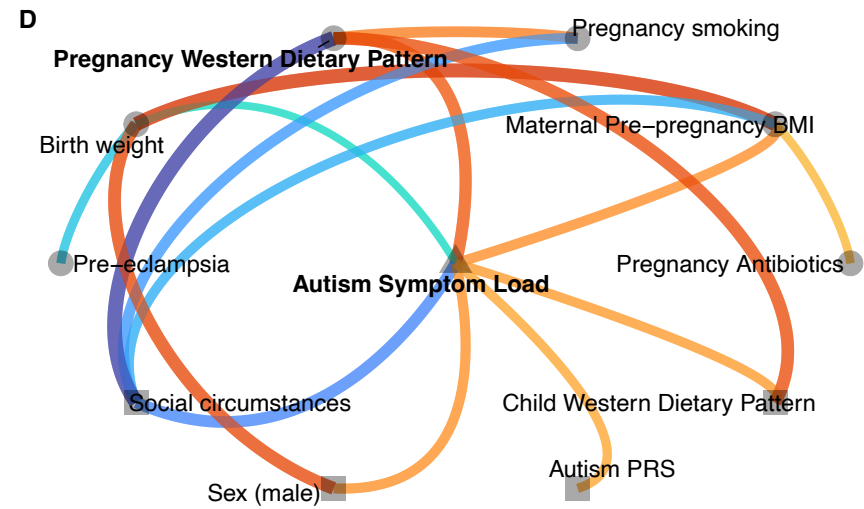 D
Pregnancy smoking
Pregnancy Western Dietary Pattern
Maternal Pre−pregnancy BMI
Birth weight
Pre−eclampsia
Pregnancy Antibiotics
Autism Symptom Load
Social circumstances
Child Western Dietary Pattern
Autism PRS
Sex (male)